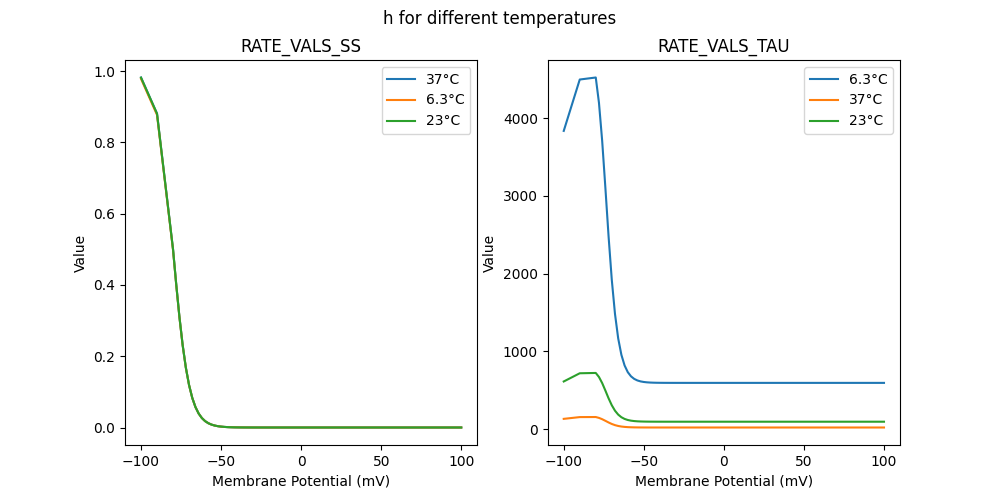 h for different temperatures
RATE_VALS_SS
1.0
0.8
0.6
0.4
0.2
0.0
Value
−100
−50
0
50
100
Membrane Potential (mV)
37°C
6.3°C
23°C
RATE_VALS_TAU
4000
3000
2000
1000
0
Value
−100
−50
0
50
100
Membrane Potential (mV)
6.3°C
37°C
23°C